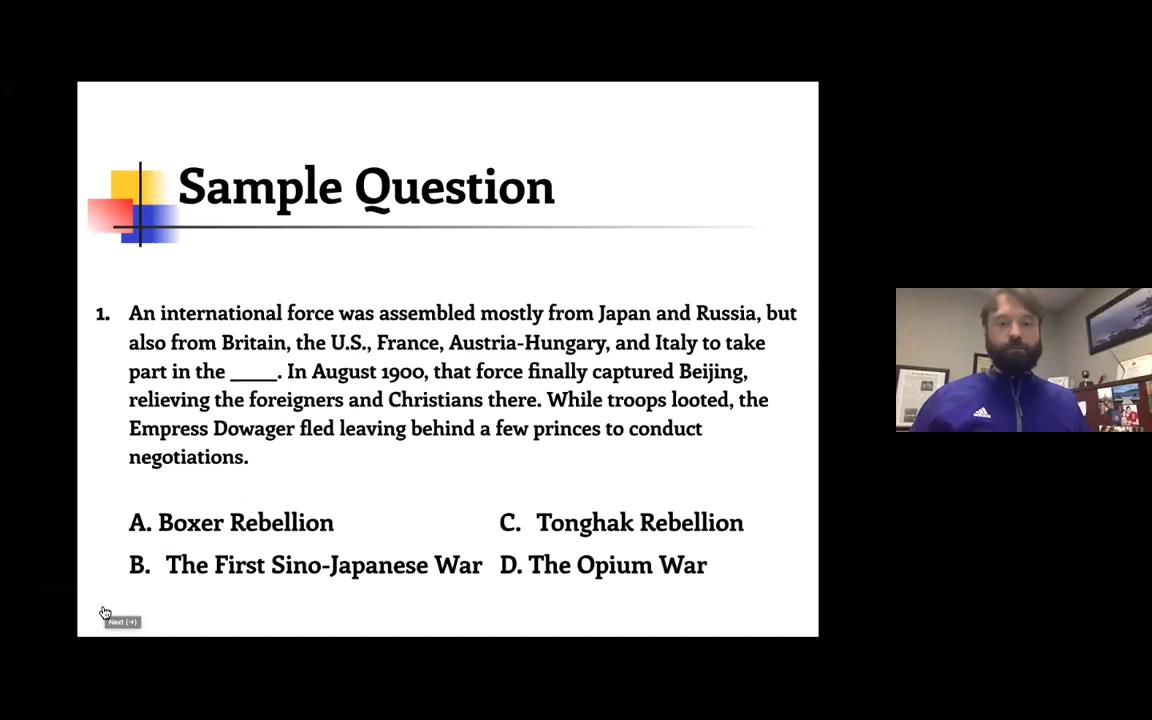 Sample Question
1. An international force was assembled mostly from Japan and Russia, but
also from Britain, the U.S., France, Austria-Hungary, and Italy to take
part in the ____. In August 1900, that force finally captured Beijing,
relieving the foreigners and Christians there. While troops looted, the
Empress Dowager fled leaving behind a few princes to conduct
negotiations.
A. Boxer Rebellion
C. Tonghak Rebellion
B. The First Sino-Japanese War
D. The Opium War
Next (→)
adidas